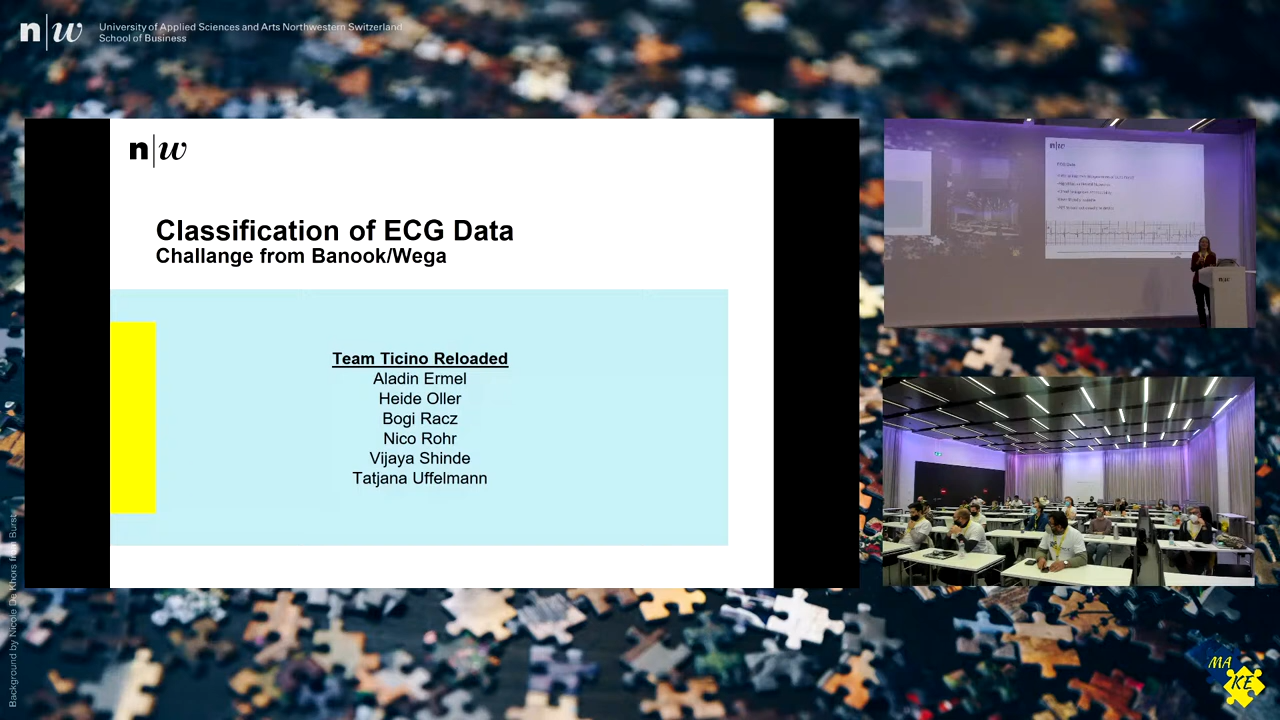 n|w University of Applied Sciences and Arts Northwestern Switzerland
School of Business
n|w
Classification of ECG Data
Challange from Banook/Wega
Team Ticino Reloaded
Aladin Ermel
Heide Oller
Bogi Racz
Nico Rohr
Vijaya Shinde
Tatjana Uffelmann
n|w
n|w
MA
KE